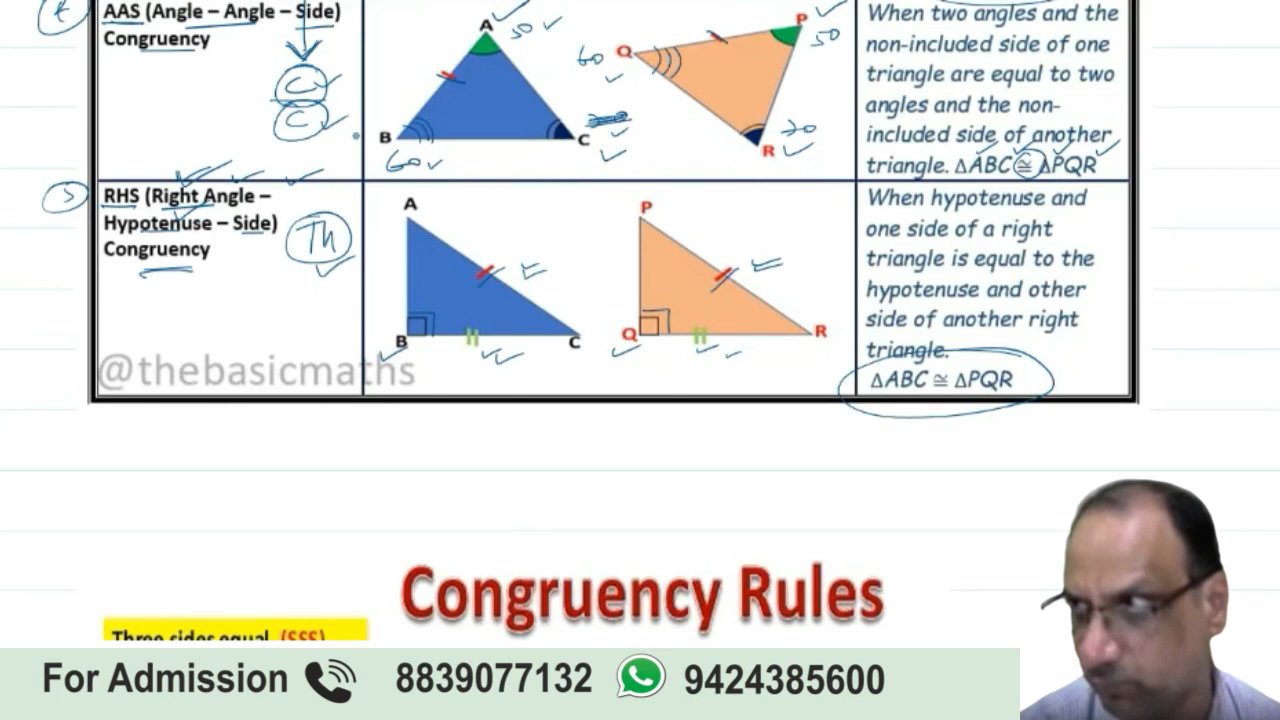 AAS (Angle – Angle – Side)
Congruency
C
C
A
50
B
60
C
P
50
Q
60
R
70
When two angles and the
non-included side of one
triangle are equal to two
angles and the non-
included side of another
triangle. ΔABC ≅ ΔPQR
5
RHS (Right Angle –
Hypotenuse – Side)
Congruency
Th
A
B
C
P
Q
R
When hypotenuse and
one side of a right
triangle is equal to the
hypotenuse and other
side of another right
triangle.
ΔABC ≅ ΔPQR
@thebasicmaths
Congruency Rules
Three sides equal (SSS)
For Admission 8839077132 9424385600